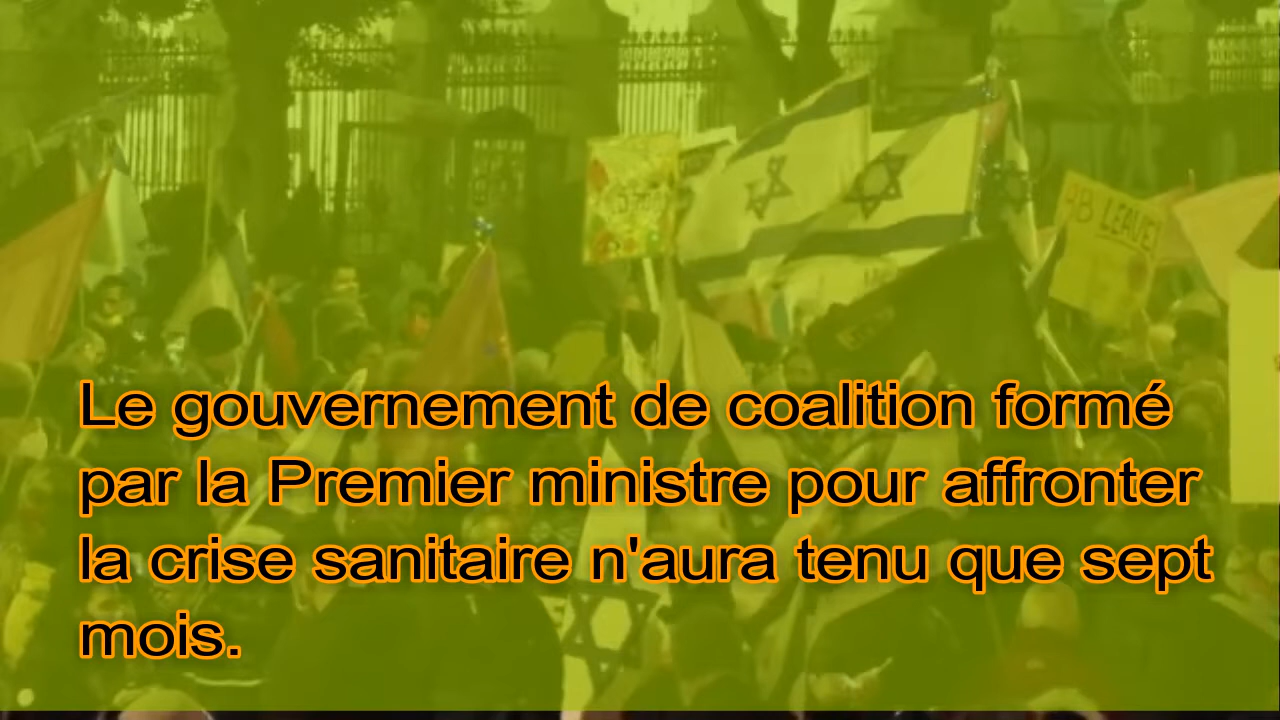 Le gouvernement de coalition formé
par la Premier ministre pour affronter
la crise sanitaire n'aura tenu que sept
mois.
LEAVE